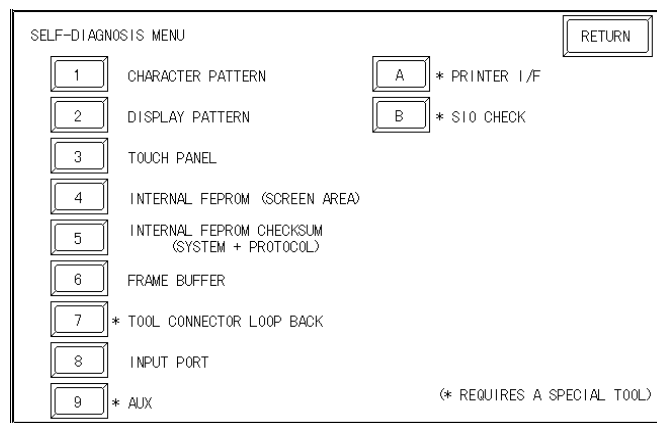 SELF-DIAGNOSIS MENU RETURN
1 CHARACTER PATTERN A * PRINTER I/F
2 DISPLAY PATTERN B * SIO CHECK
3 TOUCH PANEL
4 INTERNAL FEPROM (SCREEN AREA)
5 INTERNAL FEPROM CHECKSUM
(SYSTEM + PROTOCOL)
6 FRAME BUFFER
7 * TOOL CONNECTOR LOOP BACK
8 INPUT PORT
9 * AUX (* REQUIRES A SPECIAL TOOL)